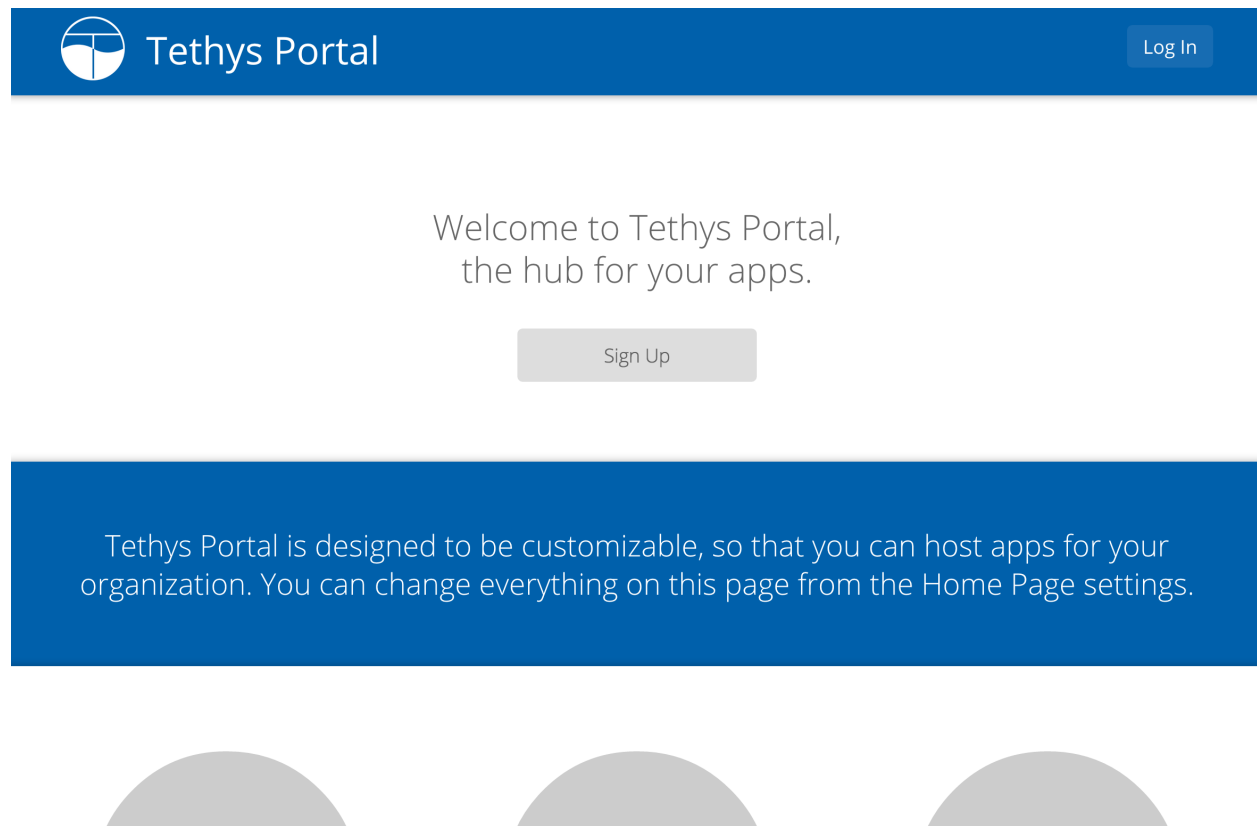 Tethys Portal
Log In
Welcome to Tethys Portal,
the hub for your apps.
Sign Up
Tethys Portal is designed to be customizable, so that you can host apps for your
organization. You can change everything on this page from the Home Page settings.